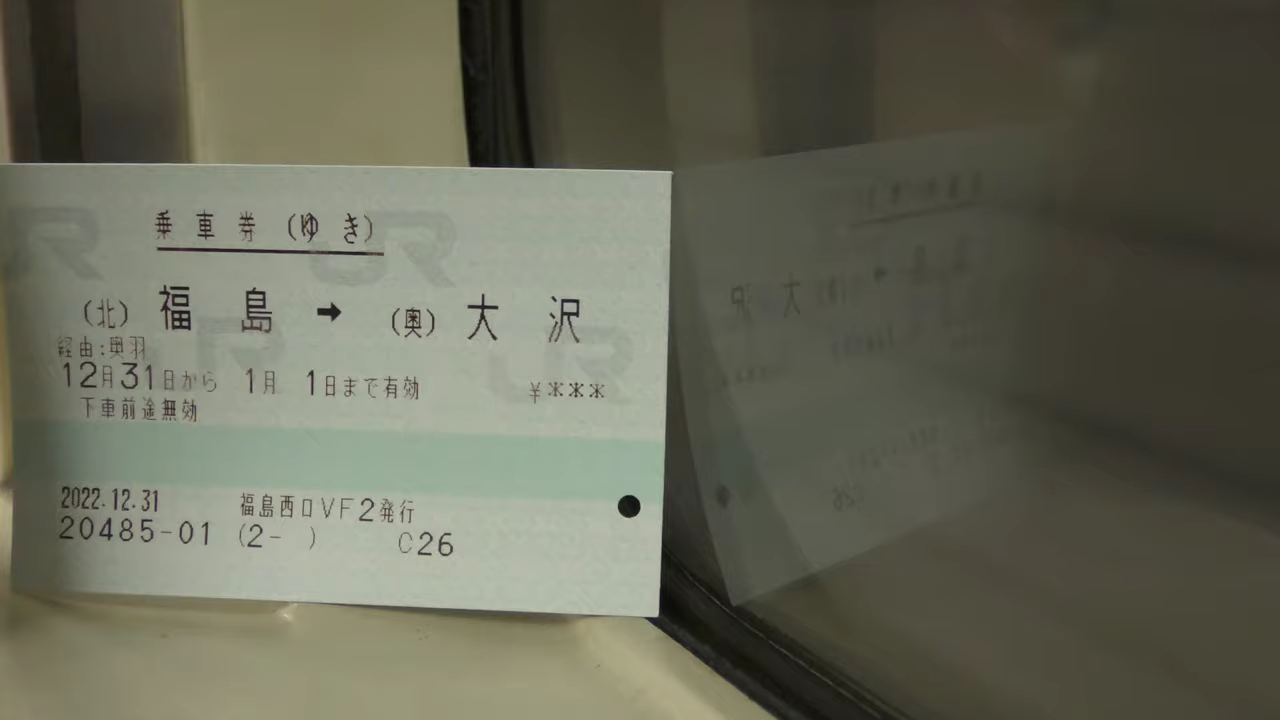 乗車券(ゆき)
(北)福島➡(奥)大沢
経由:奥羽
12月31日から 1月 1日まで有効 ¥***
下車前途無効
2022.12.31 福島西口VF2発行
20485-01 (2- ) C26